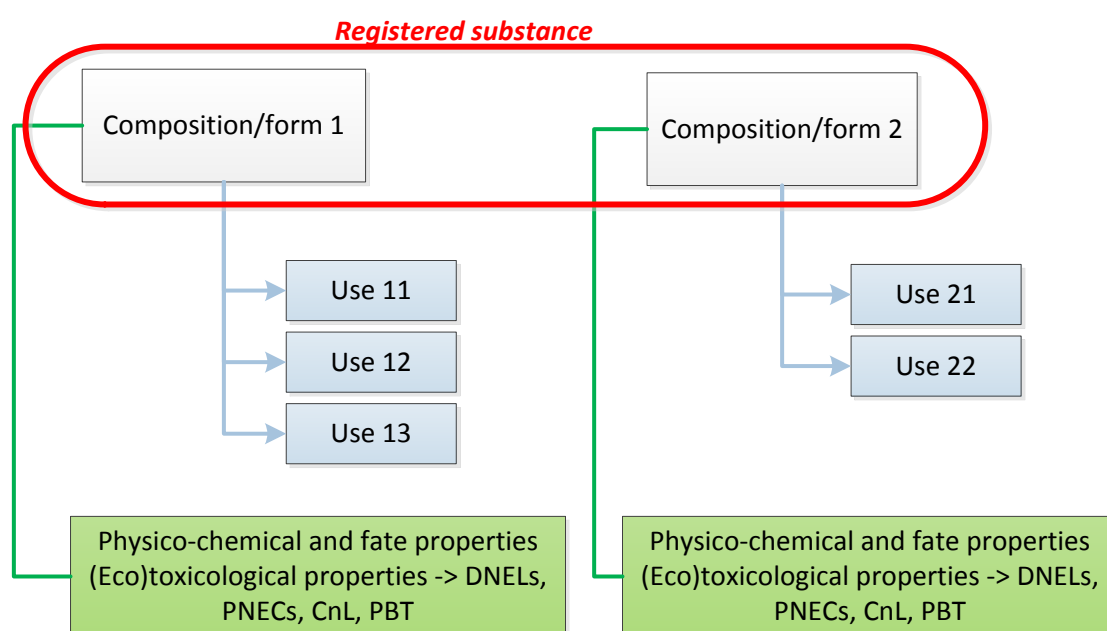 Registered substance
Composition/form 1
Composition/form 2
Use 11
Use 12
Use 13
Use 21
Use 22
Physico-chemical and fate properties
(Eco)toxicological properties -> DNELs,
PNECs, CnL, PBT
Physico-chemical and fate properties
(Eco)toxicological properties -> DNELs,
PNECs, CnL, PBT